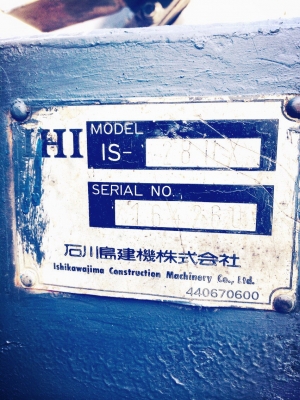 IHI
MODEL
IS-
SERIAL NO.
石川島建機株式会社
Ishikawajima Construction Machinery Co., Ltd.
440670600